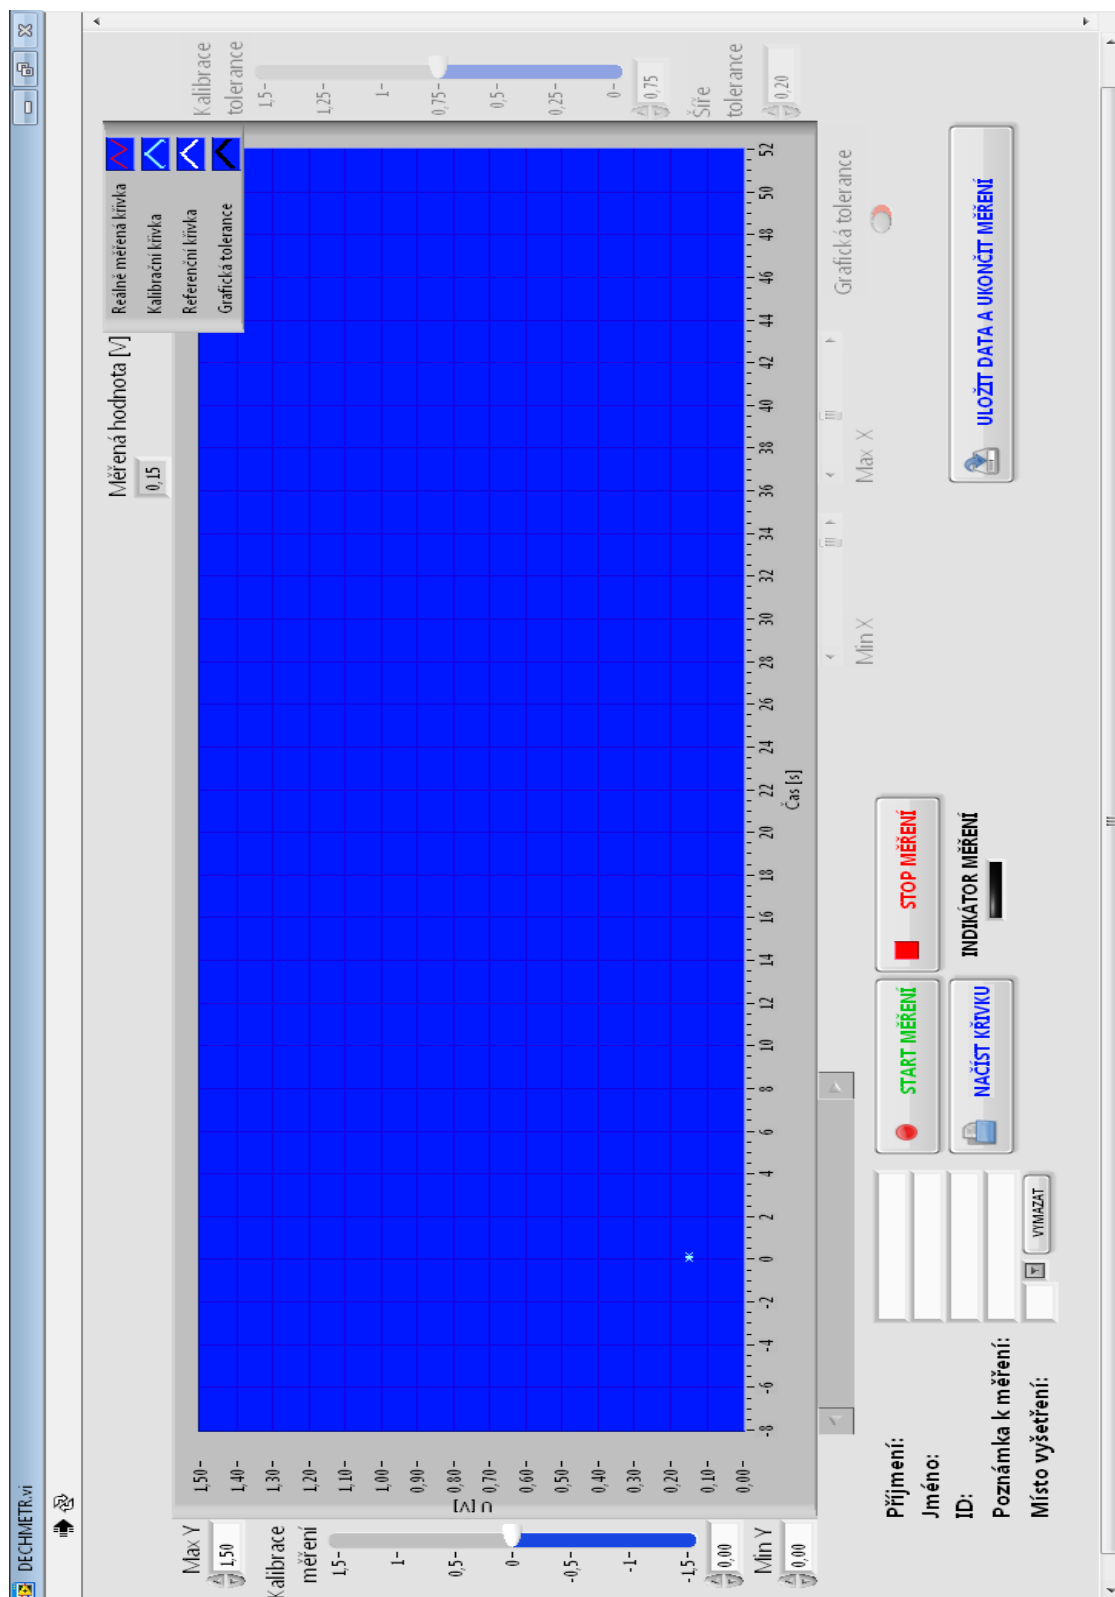 DECHMETR.vi
Max Y
1,50
Kalibrace
měření
1,5-
1-
0,5-
0-
-0,5-
-1-
-1,5-
0,00
Min Y
0,00
Měřená hodnota [V]
0,15
Reálně měřená křivka
Kalibrační křivka
Referenční křivka
Grafická tolerance
U [V]
1,50-
1,40-
1,30-
1,20-
1,10-
1,00-
0,90-
0,80-
0,70-
0,60-
0,50-
0,40-
0,30-
0,20-
0,10-
0,00-
-8 -6 -4 -2 0 2 4 6 8 10 12 14 16 18 20 22 24 26 28 30 32 34 36 38 40 42 44 46 48 50 52
Čas [s]
Kalibrace
tolerance
1,5-
1,25-
1-
0,75-
0,5-
0,25-
0-
0,75
Šíře
tolerance
0,20
Min X
Max X
Grafická tolerance
Příjmení:
Jméno:
ID:
Poznámka k měření:
Místo vyšetření:
VYMAZAT
START MĚŘENÍ
STOP MĚŘENÍ
NAČÍST KŘIVKU
INDIKÁTOR MĚŘENÍ
ULOŽIT DATA A UKONČIT MĚŘENÍ